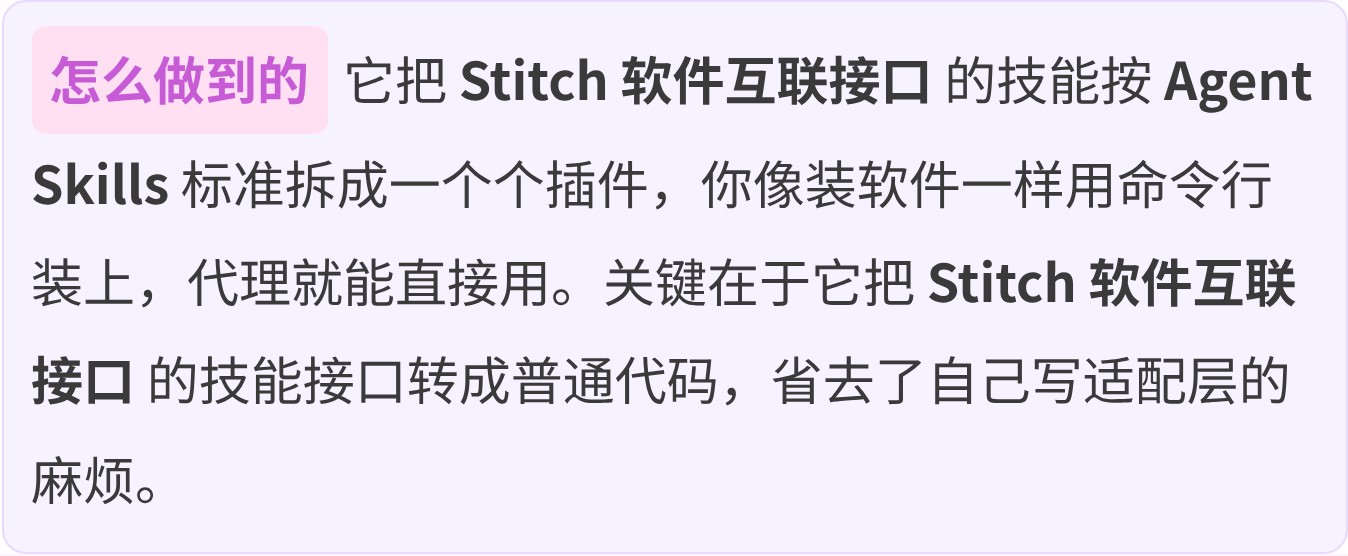 怎么做到的 它把 Stitch 软件互联接口 的技能按 Agent
Skills 标准拆成一个个插件，你像装软件一样用命令行
装上，代理就能直接用。关键在于它把 Stitch 软件互联
接口 的技能接口转成普通代码，省去了自己写适配层的
麻烦。